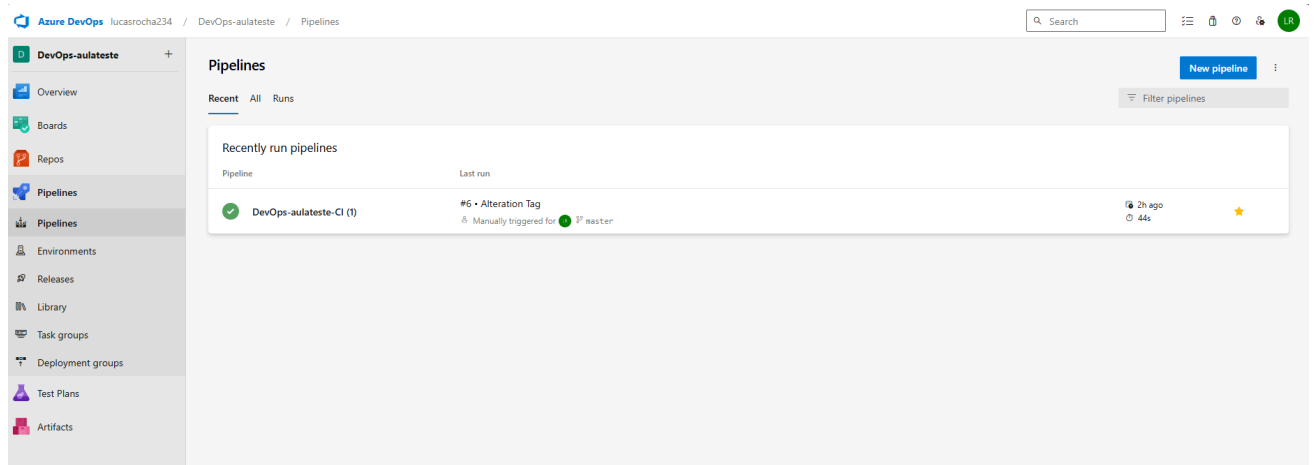 Azure DevOps lucasrocha234 / DevOps-aulateste / Pipelines
Search
LR
D DevOps-aulateste +
Overview
Boards
Repos
Pipelines
Pipelines
Environments
Releases
Library
Task groups
Deployment groups
Test Plans
Artifacts
Pipelines
New pipeline
Recent All Runs
Filter pipelines
Recently run pipelines
Pipeline Last run
DevOps-aulateste-CI (1)
#6 • Alteration Tag
Manually triggered for master
2h ago
44s